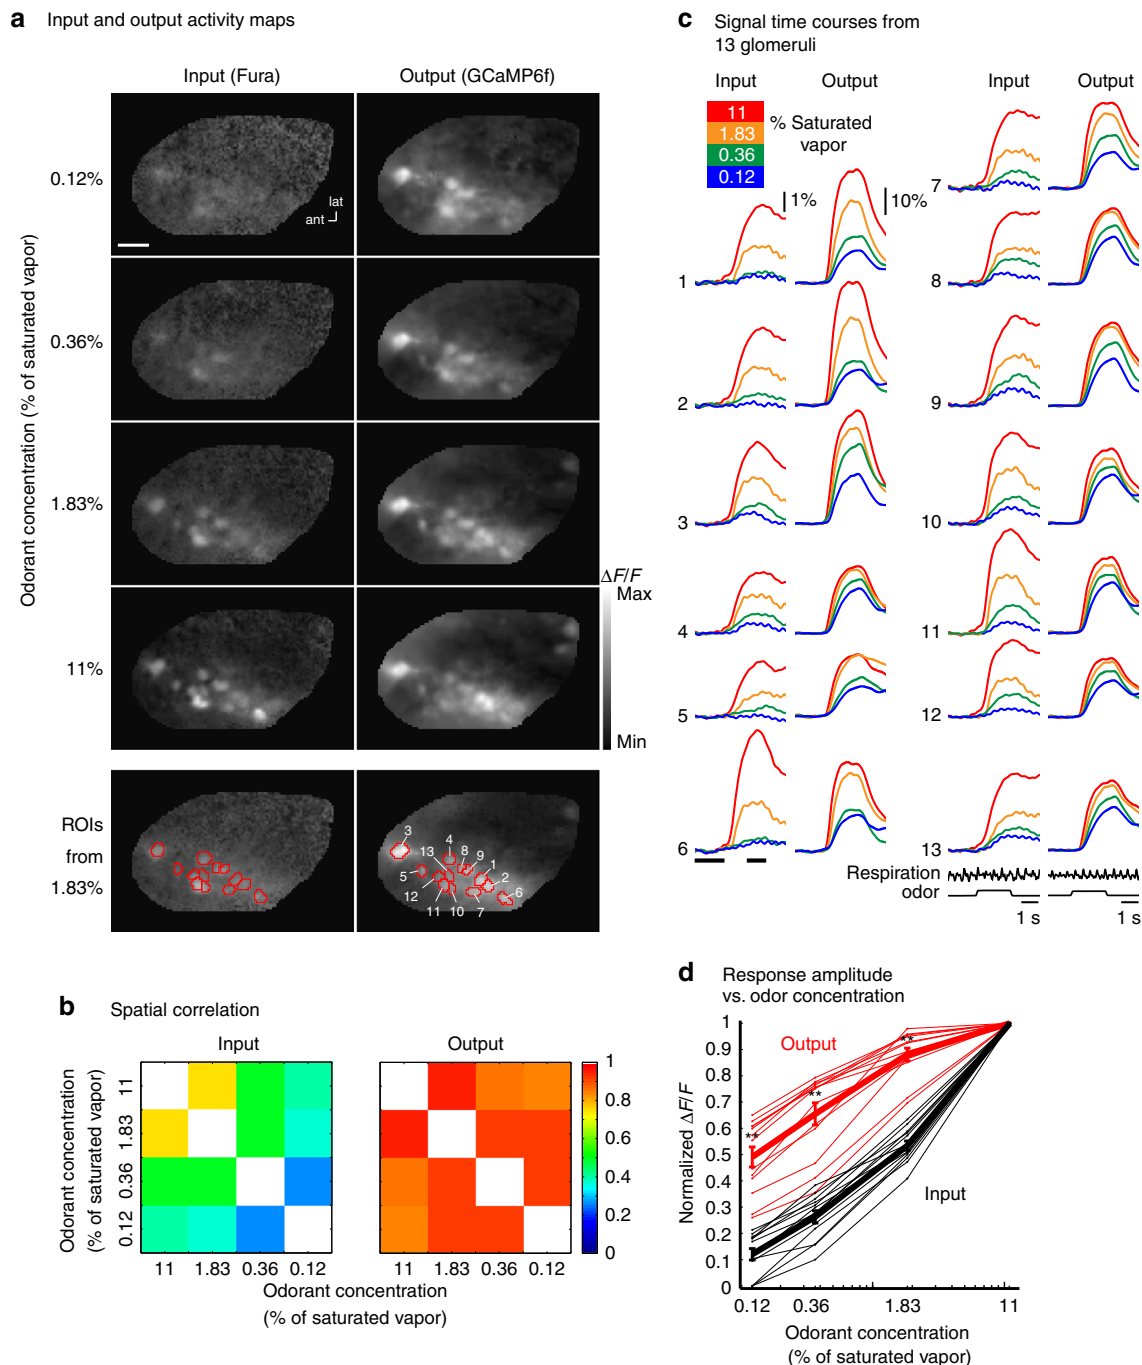 a Input and output activity maps
Input (Fura)
Output (GCaMP6f)
Odorant concentration (% of saturated vapor)
0.12%
lat
ant
0.36%
1.83%
11%
ΔF/F
Max
Min
ROIs
from
1.83%
3
4
8
9
13
1
5
2
12
6
11
10
7
b Spatial correlation
Input
Output
Odorant concentration
(% of saturated vapor)
11
1.83
0.36
0.12
11
1.83
0.36
0.12
11
1.83
0.36
0.12
1
0.8
0.6
0.4
0.2
0
Odorant concentration
(% of saturated vapor)
c Signal time courses from
13 glomeruli
Input
Output
Input
Output
11
1.83
0.36
0.12
% Saturated
vapor
1%
10%
1
2
3
4
5
6
7
8
9
10
11
12
13
Respiration
odor
1 s
1 s
d Response amplitude
vs. odor concentration
Normalized ΔF/F
1
0.9
0.8
0.7
0.6
0.5
0.4
0.3
0.2
0.1
0
Output
**
**
**
Input
0.12
0.36
1.83
11
Odorant concentration
(% of saturated vapor)